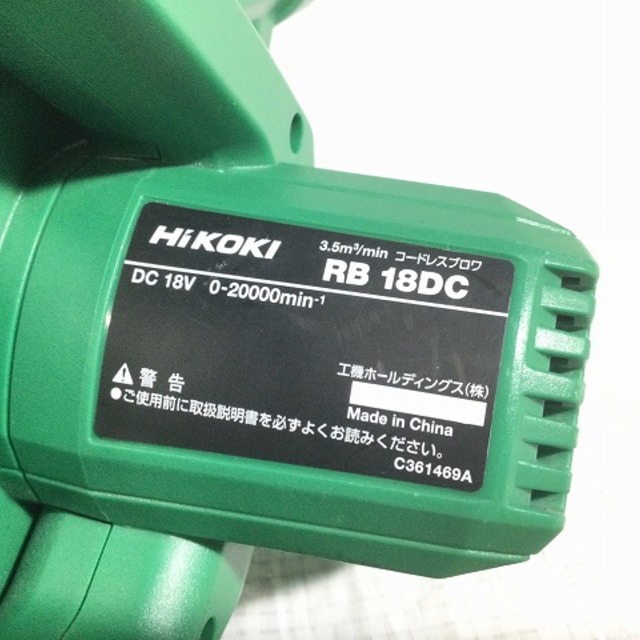 HiKOKI
3.5m³/min コードレスブロワ
RB 18DC
DC 18V 0-20000min⁻¹
工機ホールディングス(株)
⚠警告
Made in China
●ご使用前に取扱説明書を必ずよくお読みください。
C361469A